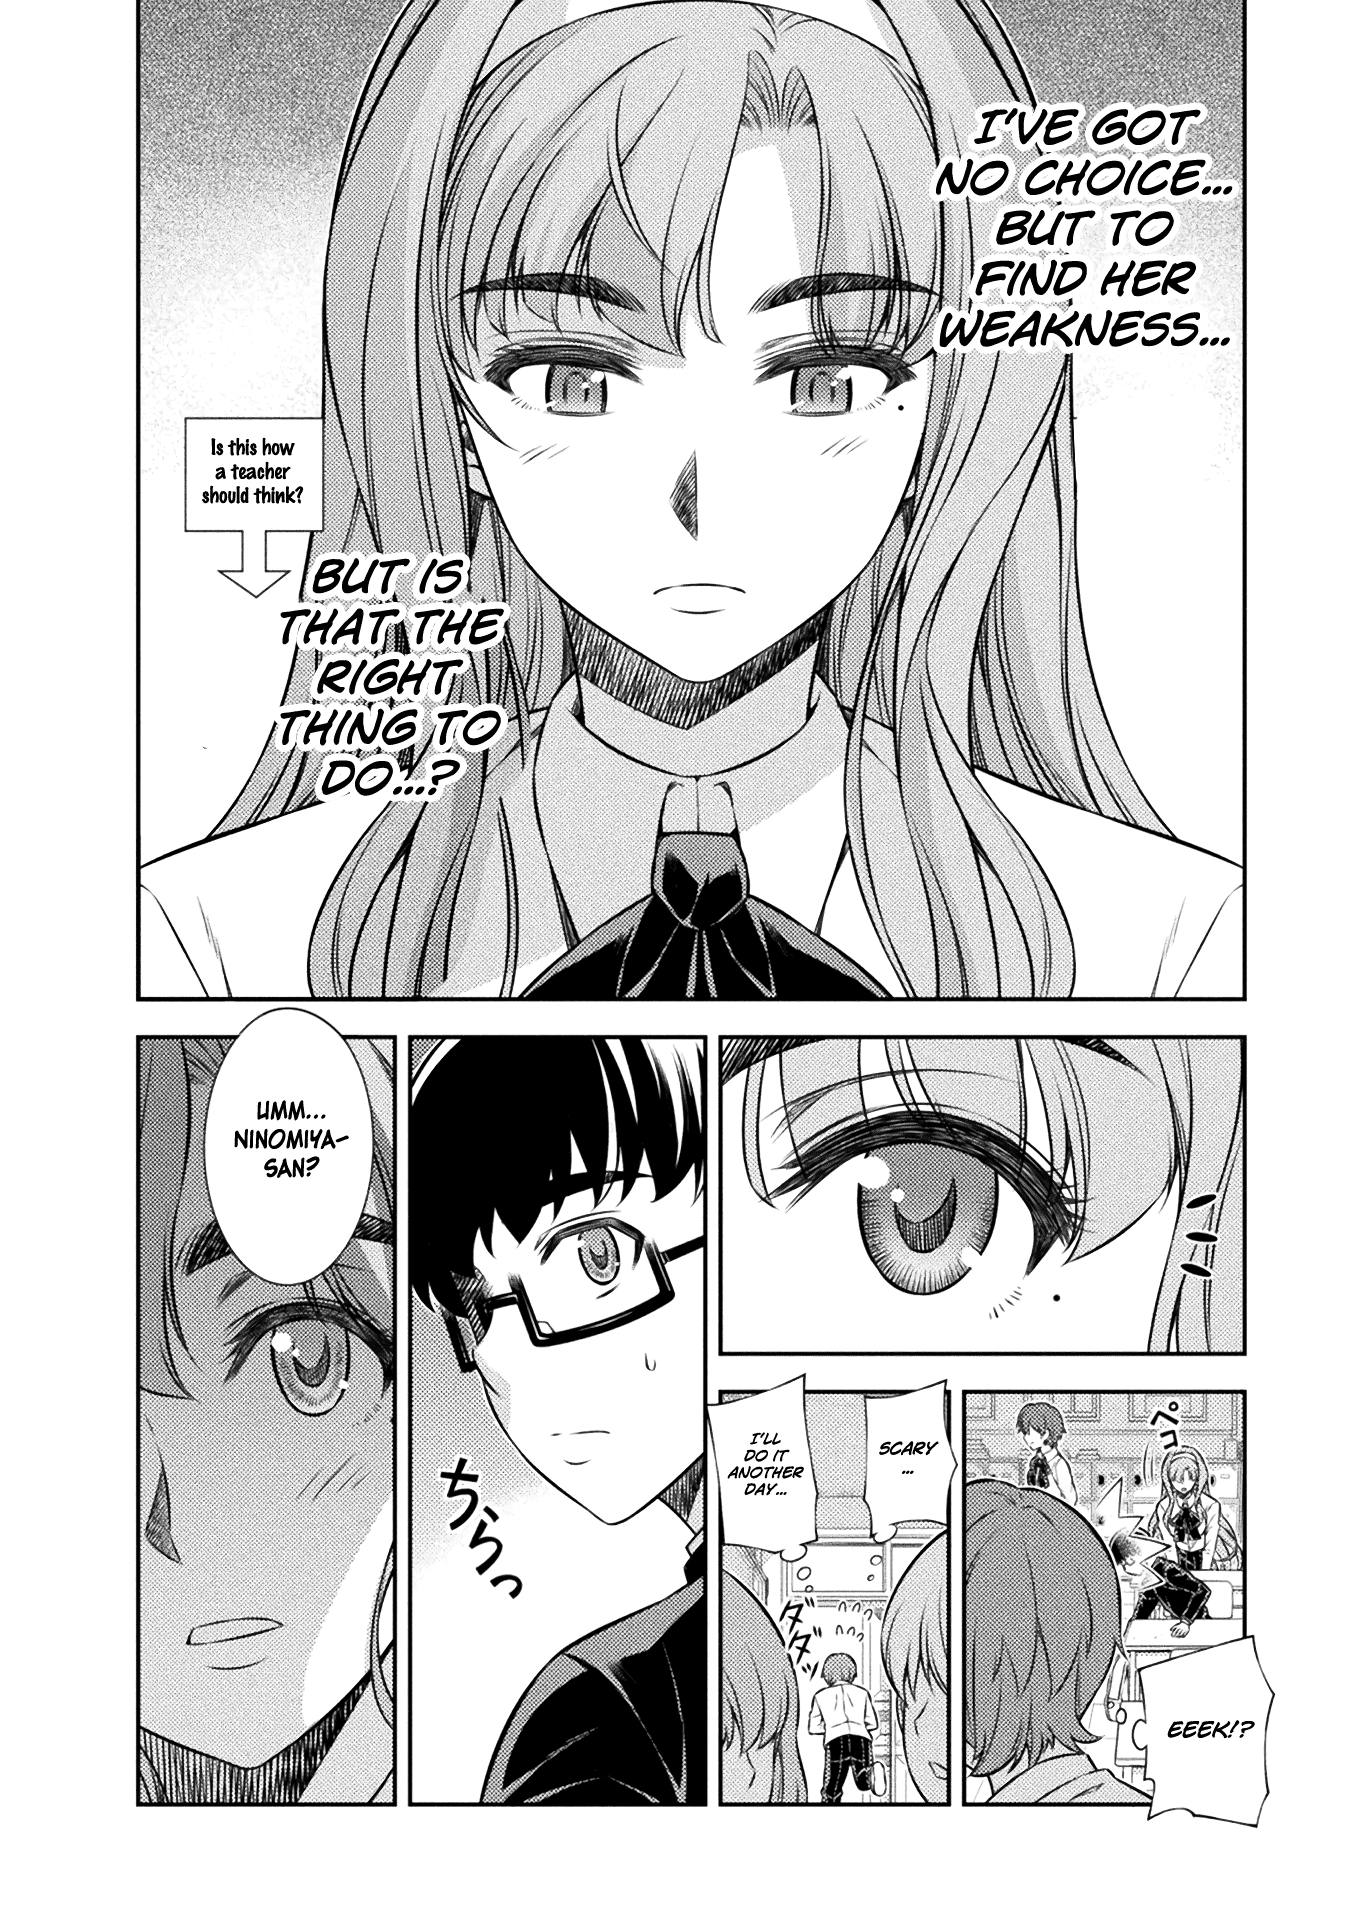 I'VE GOT
NO CHOICE...
BUT TO
FIND HER
WEAKNESS...
Is this how
a teacher
should think?
BUT IS
THAT THE
RIGHT
THING TO
DO...?
ペコ
EEEK!?
SCARY
...
I'LL
DO IT
ANOTHER
DAY...
ダダダ
ちらっ
UMM...
NINOMIYA-
SAN?